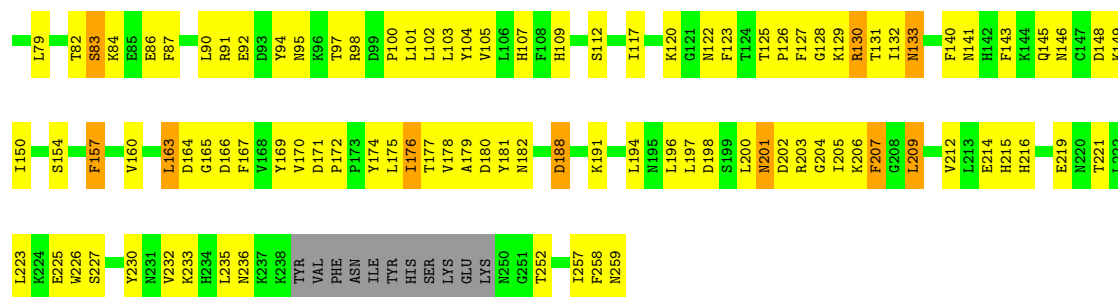 L79 T82 S83 K84 E85 E86 F87 L90 R91 E92 D93 Y94 N95 K96 T97 R98 D99 P100 L101 L102 L103 Y104 V105 L106 H107 F108 H109 S112 I117 K120 G121 N122 F123 T124 T125 P126 F127 G128 K129 R130 T131 I132 N133 F140 N141 H142 F143 K144 Q145 N146 C147 D148 K149
I150 S154 F157 V160 L163 D164 G165 D166 F167 V168 Y169 V170 D171 P172 P173 Y174 L175 I176 T177 V178 A179 D180 Y181 N182 D188 K191 L194 N195 L196 L197 D198 S199 L200 N201 D202 R203 G204 I205 K206 F207 G208 L209 V212 L213 E214 H215 H216 E219 N220 T221 L222
L223 K224 E225 W226 S227 Y230 N231 V232 K233 H234 L235 N236 K237 K238 TYR VAL PHE ASN ILE TYR HIS SER LYS GLU LYS N250 G251 T252 I257 F258 N259